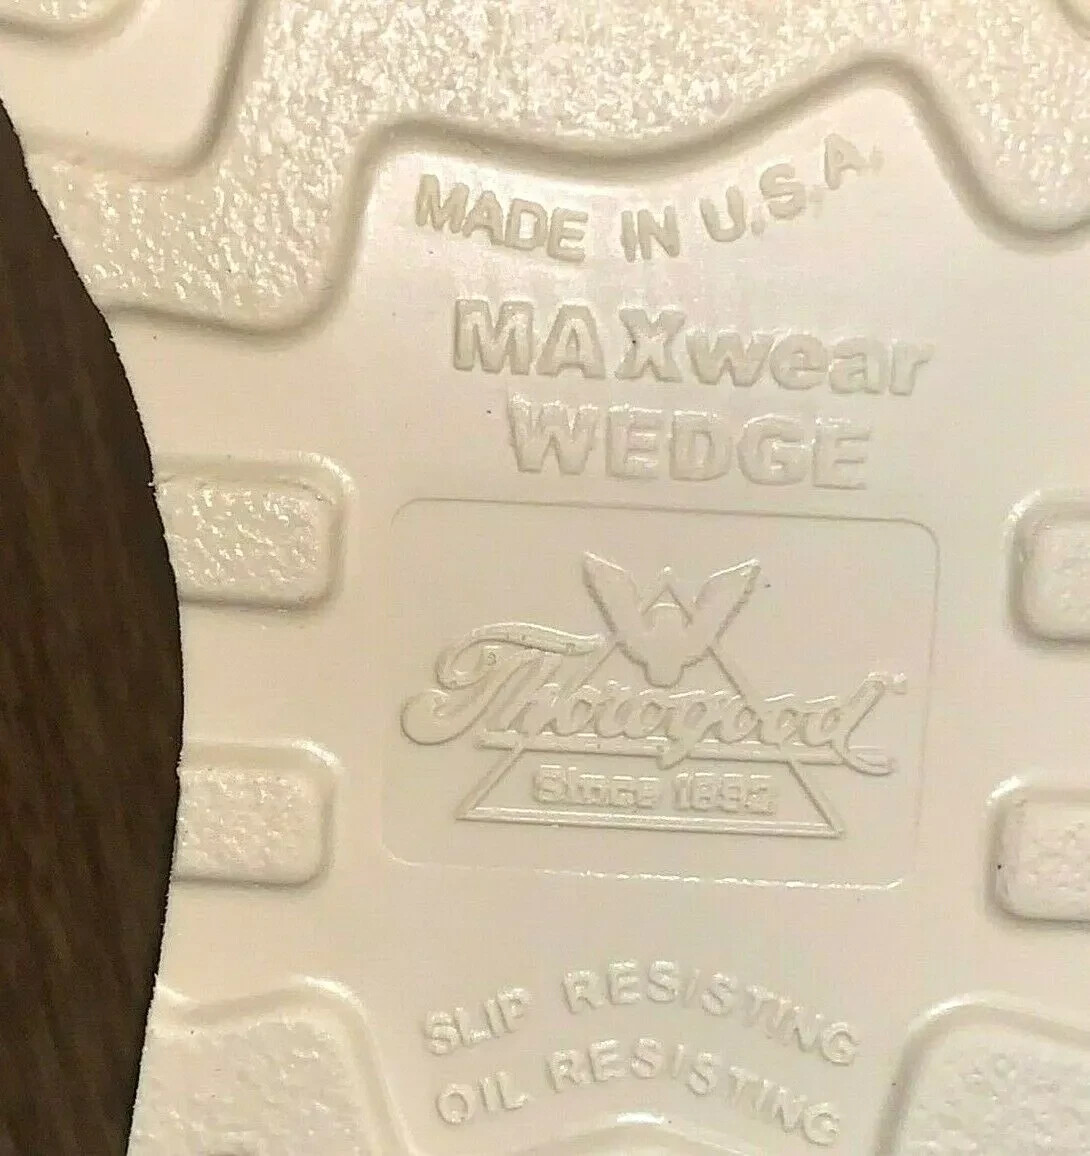 MADE IN U.S.A.
MAXwear
WEDGE
Thorogood
Since 1892
SLIP RESISTING
OIL RESISTING